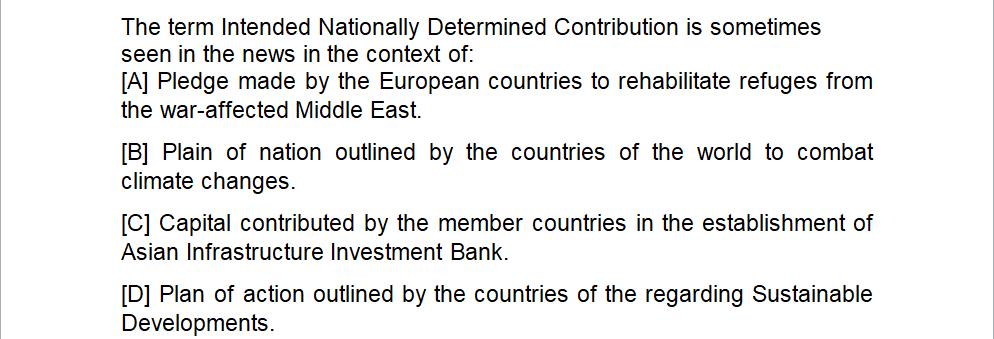 The term Intended Nationally Determined Contribution is sometimes
seen in the news in the context of:
[A] Pledge made by the European countries to rehabilitate refuges from
the war-affected Middle East.
[B] Plain of nation outlined by the countries of the world to combat
climate changes.
[C] Capital contributed by the member countries in the establishment of
Asian Infrastructure Investment Bank.
[D] Plan of action outlined by the countries of the regarding Sustainable
Developments.